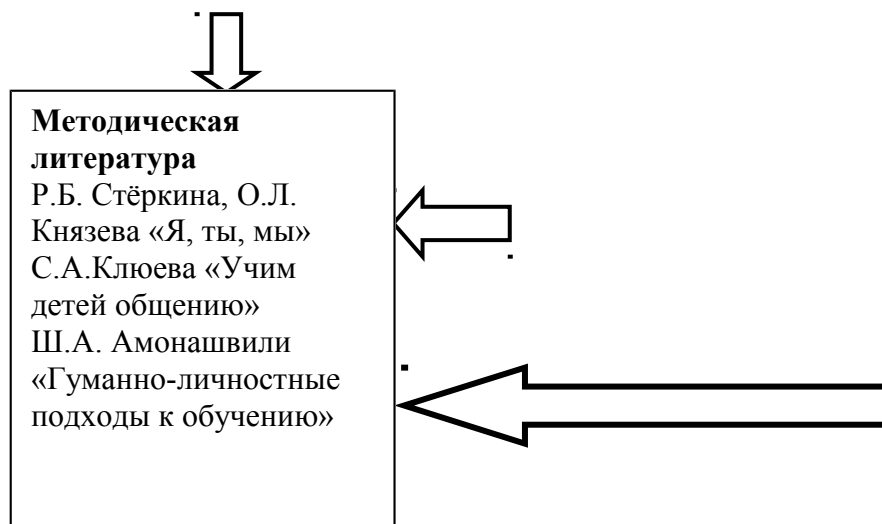 Методическая
литература
Р.Б. Стёркина, О.Л.
Князева «Я, ты, мы»
С.А.Клюева «Учим
детей общению»
Ш.А. Амонашвили
«Гуманно-личностные
подходы к обучению»